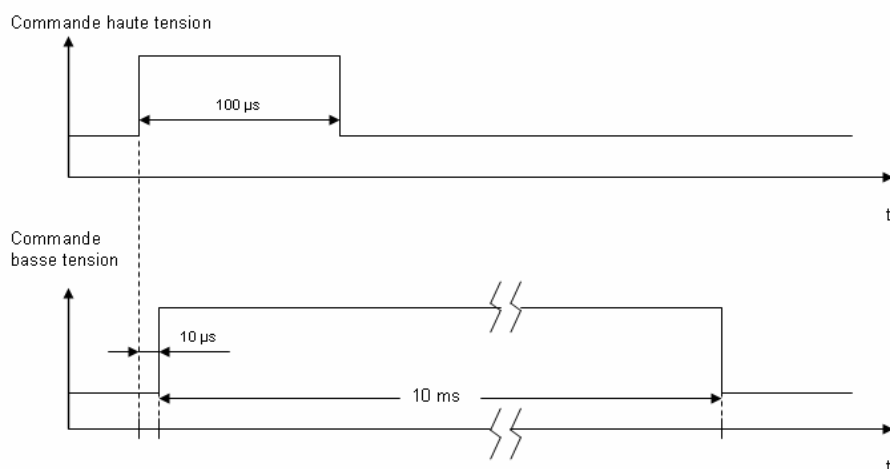 Commande haute tension
100 µs
t
Commande
basse tension
10 µs
10 ms
t